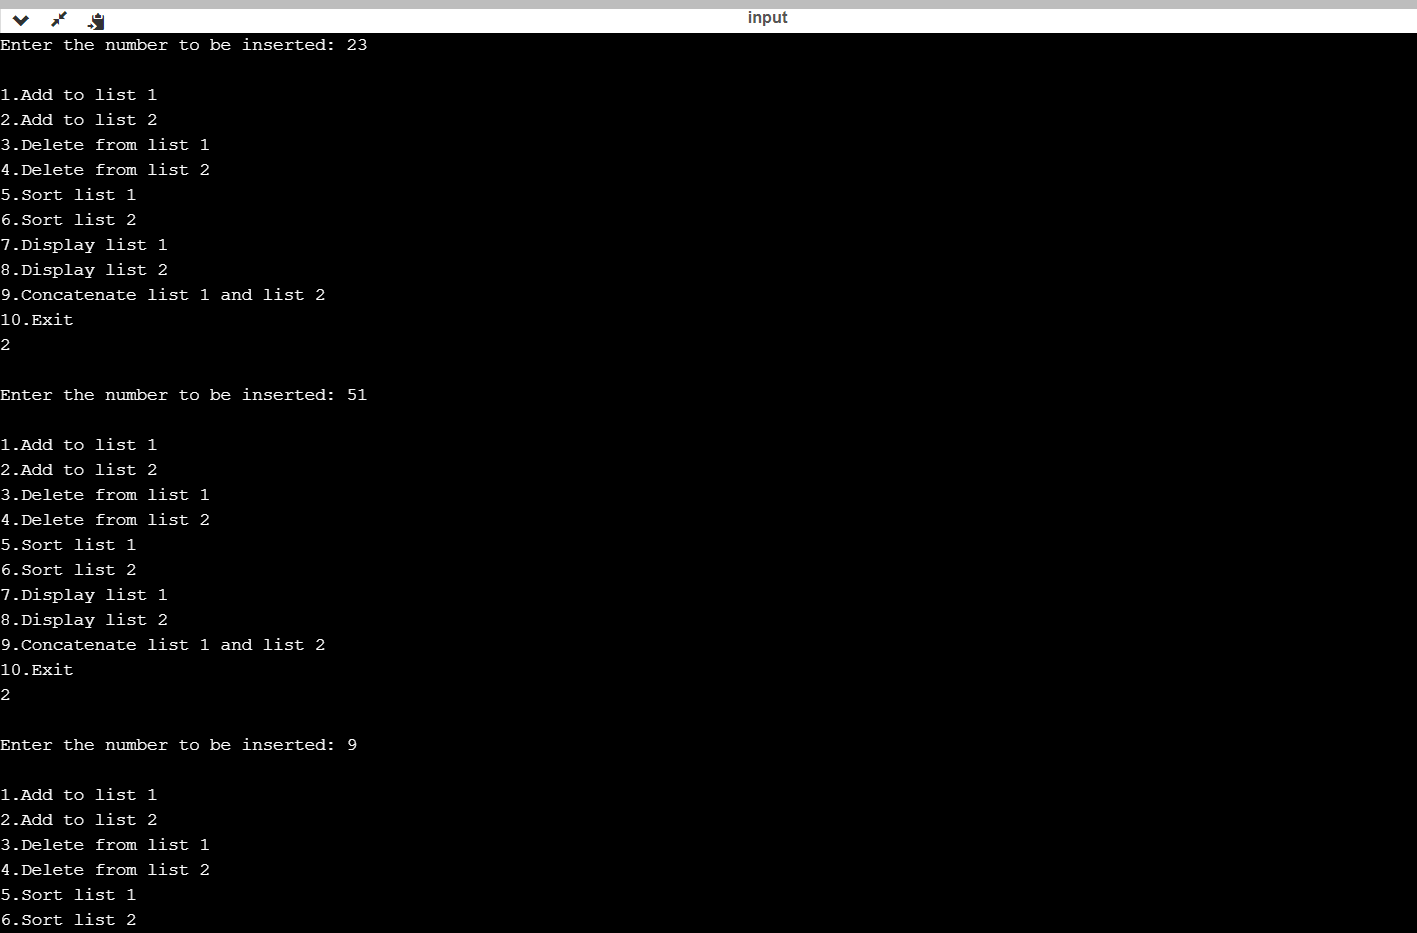 input
Enter the number to be inserted: 23
1.Add to list 1
2.Add to list 2
3.Delete from list 1
4.Delete from list 2
5.Sort list 1
6.Sort list 2
7.Display list 1
8.Display list 2
9.Concatenate list 1 and list 2
10.Exit
2
Enter the number to be inserted: 51
1.Add to list 1
2.Add to list 2
3.Delete from list 1
4.Delete from list 2
5.Sort list 1
6.Sort list 2
7.Display list 1
8.Display list 2
9.Concatenate list 1 and list 2
10.Exit
2
Enter the number to be inserted: 9
1.Add to list 1
2.Add to list 2
3.Delete from list 1
4.Delete from list 2
5.Sort list 1
6.Sort list 2